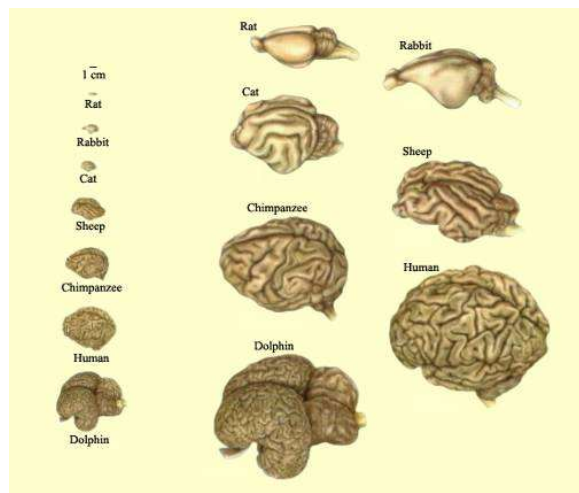 1 cm
Rat
Rabbit
Cat
Sheep
Chimpanzee
Human
Dolphin
Rat
Rabbit
Cat
Sheep
Chimpanzee
Human
Dolphin